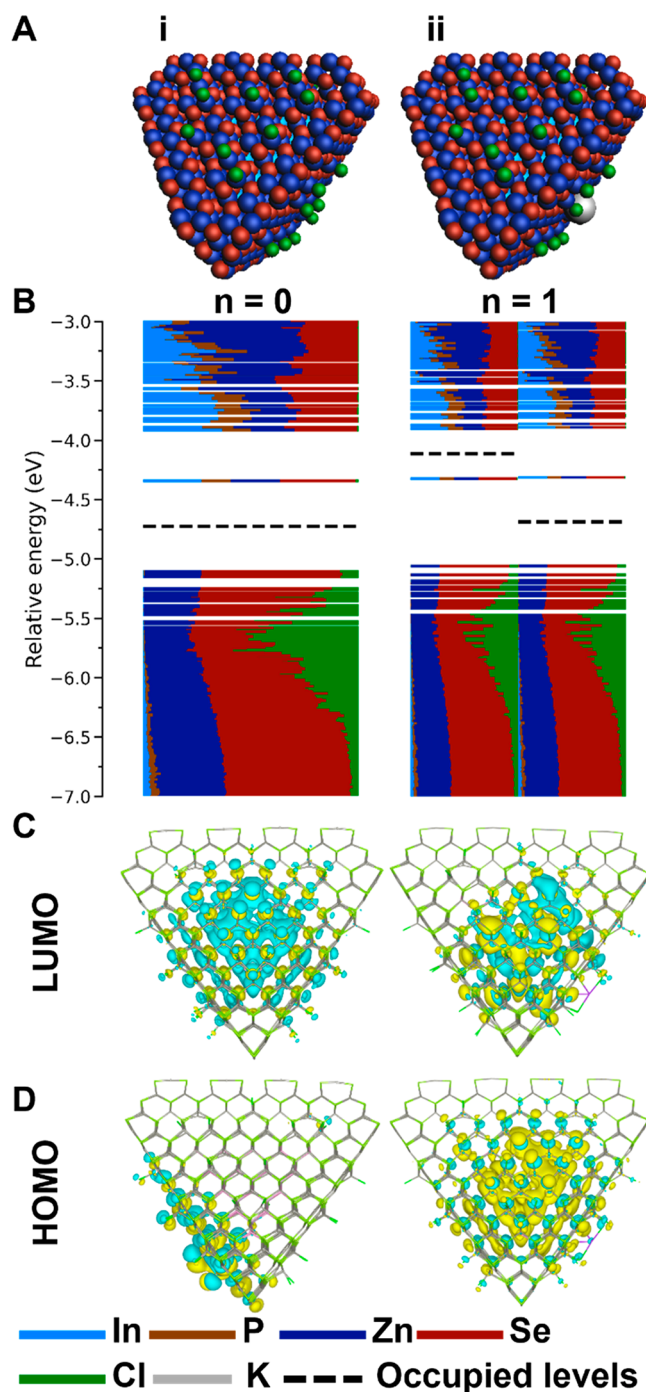 A
i
ii
B
n = 0
n = 1
Relative energy (eV)
−3.0
−3.5
−4.0
−4.5
−5.0
−5.5
−6.0
−6.5
−7.0
C
LUMO
D
HOMO
In P Zn Se
Cl K Occupied levels